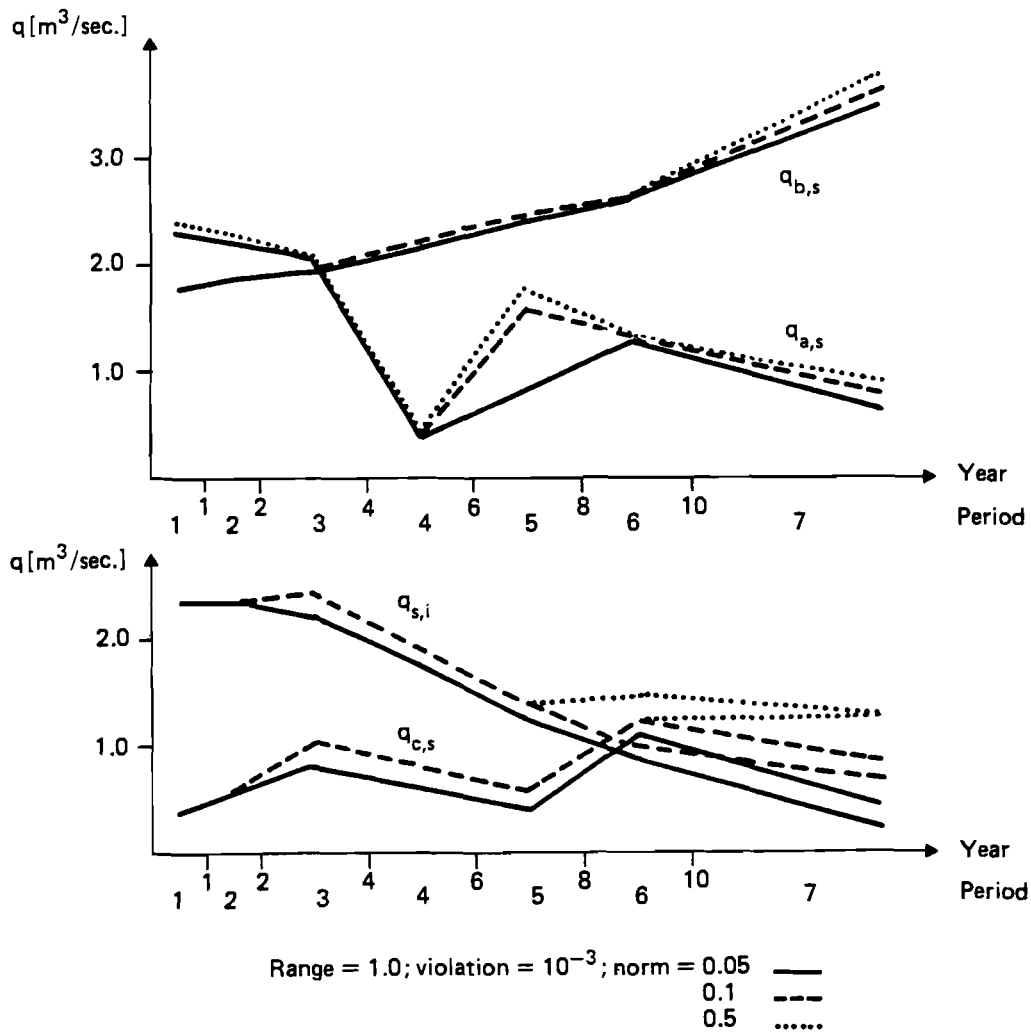 q [m³/sec.]
3.0
2.0
1.0
q_b,s
q_a,s
1 2 4 6 8 10 Year
1 2 3 4 5 6 7 Period
q [m³/sec.]
2.0
1.0
q_s,i
q_c,s
1 2 4 6 8 10 Year
1 2 3 4 5 6 7 Period
Range = 1.0; violation = 10⁻³; norm = 0.05
0.1
0.5